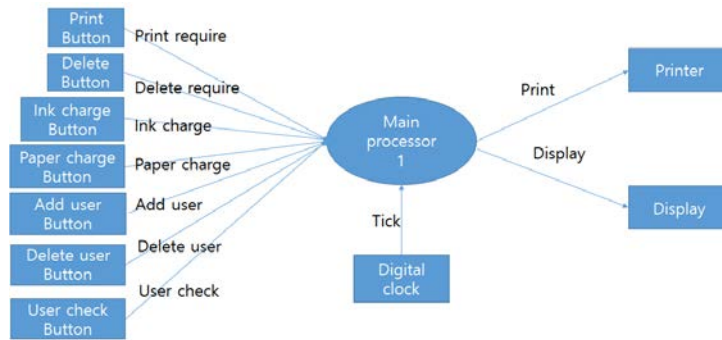 Print
Button
Print require
Delete
Button
Delete require
Ink charge
Button
Ink charge
Paper charge
Button
Paper charge
Add user
Button
Add user
Delete user
Button
Delete user
User check
Button
User check
Main
processor
1
Tick
Digital
clock
Print
Printer
Display
Display